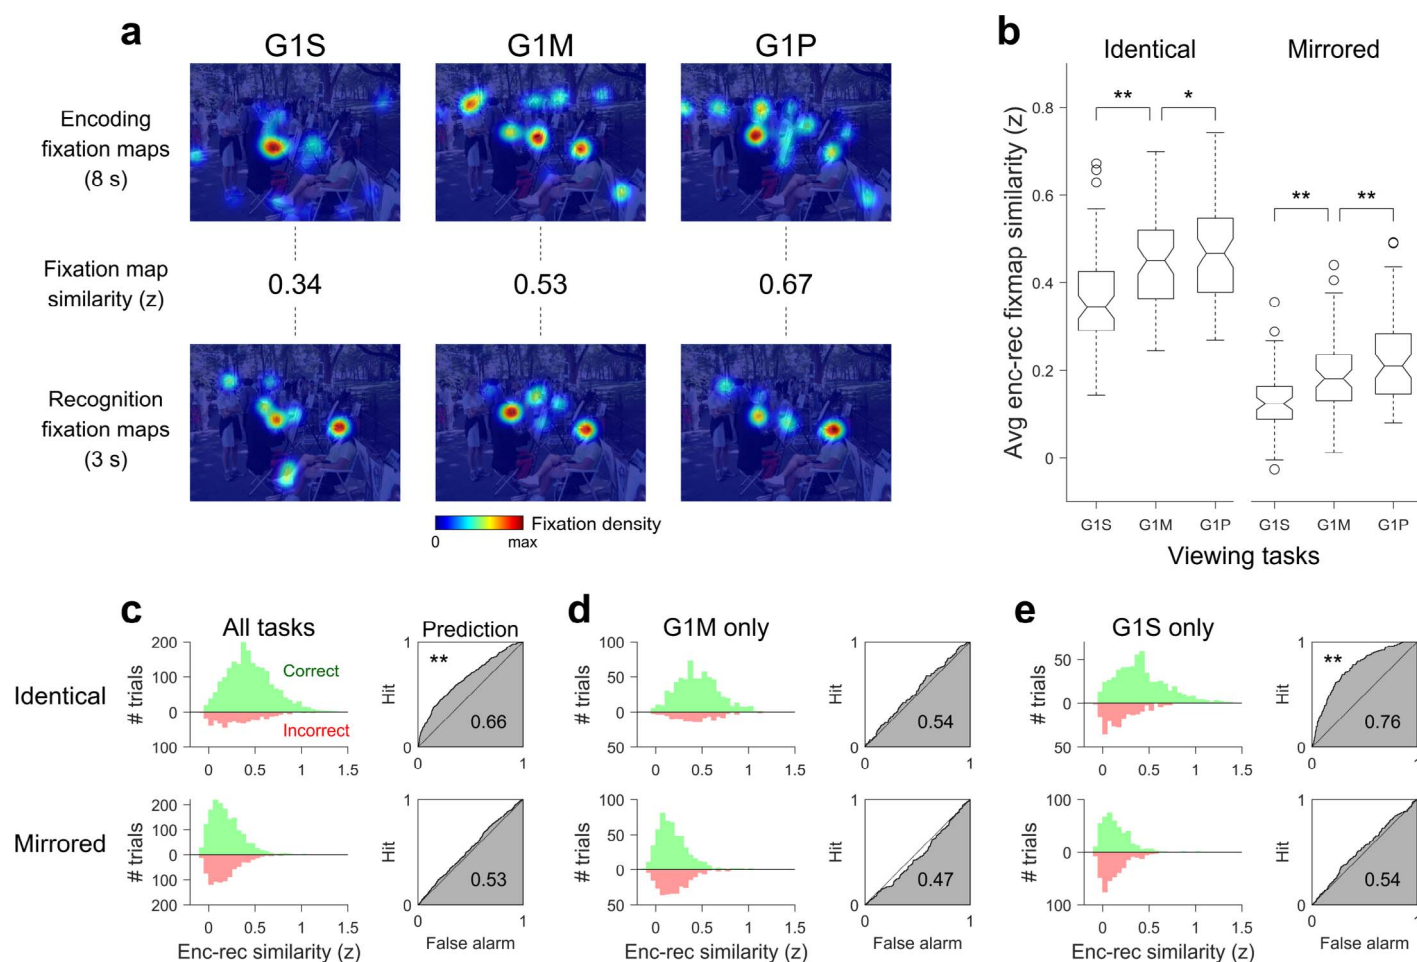 a
G1S G1M G1P
Encoding
fixation maps
(8 s)
Fixation map
similarity (z)
0.34 0.53 0.67
Recognition
fixation maps
(3 s)
Fixation density
0 max
b
Identical Mirrored
** *
** **
Avg enc-rec fixmap similarity (z)
0.8
0.6
0.4
0.2
0
G1S G1M G1P G1S G1M G1P
Viewing tasks
c
All tasks
Prediction
Identical
# trials
200
100
0
100
0 0.5 1 1.5
Correct
Incorrect
Hit
1
0
**
0.66
0 1
Mirrored
# trials
200
100
0
100
200
0 0.5 1 1.5
Enc-rec similarity (z)
Hit
1
0
0.53
0 1
False alarm
d
G1M only
# trials
100
50
0
50
0 0.5 1 1.5
Hit
1
0
0.54
0 1
# trials
100
50
0
50
0 0.5 1 1.5
Enc-rec similarity (z)
Hit
1
0
0.47
0 1
False alarm
e
G1S only
# trials
50
0
50
0 0.5 1 1.5
Hit
1
0
**
0.76
0 1
# trials
100
0
100
0 0.5 1 1.5
Enc-rec similarity (z)
Hit
1
0
0.54
0 1
False alarm